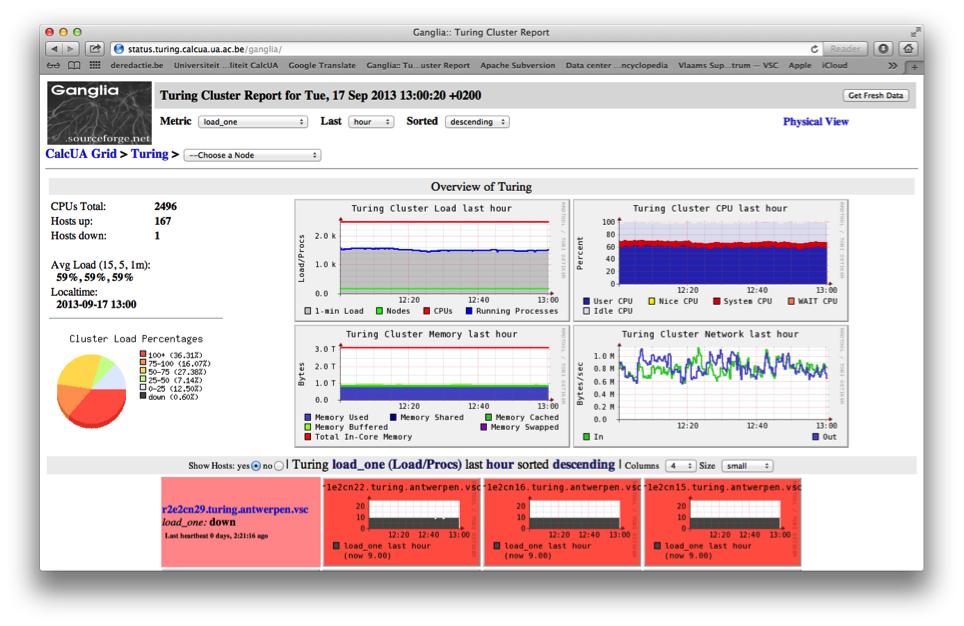 Ganglia:: Turing Cluster Report
status.turing.calcua.ua.ac.be/ganglia/
Reader
deredactie.be Universiteit ...liteit CalcUA Google Translate Ganglia:: Tu...uster Report Apache Subversion Data center ...ncyclopedia Vlaams Sup...trum — VSC Apple iCloud
Ganglia
.sourceforge.net
Turing Cluster Report for Tue, 17 Sep 2013 13:00:20 +0200
Get Fresh Data
Metric load_one Last hour Sorted descending
Physical View
CalcUA Grid > Turing > --Choose a Node
Overview of Turing
CPUs Total: 2496
Hosts up: 167
Hosts down: 1
Avg Load (15, 5, 1m):
59%, 59%, 59%
Localtime:
2013-09-17 13:00
Cluster Load Percentages
100+ (36.31%)
75-100 (16.07%)
50-75 (27.38%)
25-50 (7.14%)
0-25 (12.50%)
down (0.60%)
Turing Cluster Load last hour
Load/Procs
2.0 k
1.0 k
0.0
12:20 12:40 13:00
1-min Load Nodes CPUs Running Processes
Turing Cluster CPU last hour
Percent
100
80
60
40
20
0
12:20 12:40 13:00
User CPU Nice CPU System CPU WAIT CPU
Idle CPU
Turing Cluster Memory last hour
Bytes
3.0 T
2.0 T
1.0 T
0.0
12:20 12:40 13:00
Memory Used Memory Shared Memory Cached
Memory Buffered Memory Swapped
Total In-Core Memory
Turing Cluster Network last hour
Bytes/sec
1.0 M
0.8 M
0.6 M
0.4 M
0.2 M
0.0
12:20 12:40 13:00
In Out
Show Hosts: yes no | Turing load_one (Load/Procs) last hour sorted descending | Columns 4 Size small
r2e2cn29.turing.antwerpen.vsc
load_one: down
Last heartbeat 0 days, 2:21:16 ago
r1e2cn22.turing.antwerpen.vsc
20
10
0
12:20 12:40 13:00
load_one last hour
(now 9.00)
r1e2cn16.turing.antwerpen.vsc
20
10
0
12:20 12:40 13:00
load_one last hour
(now 9.00)
r1e2cn15.turing.antwerpen.vsc
20
10
0
12:20 12:40 13:00
load_one last hour
(now 9.00)